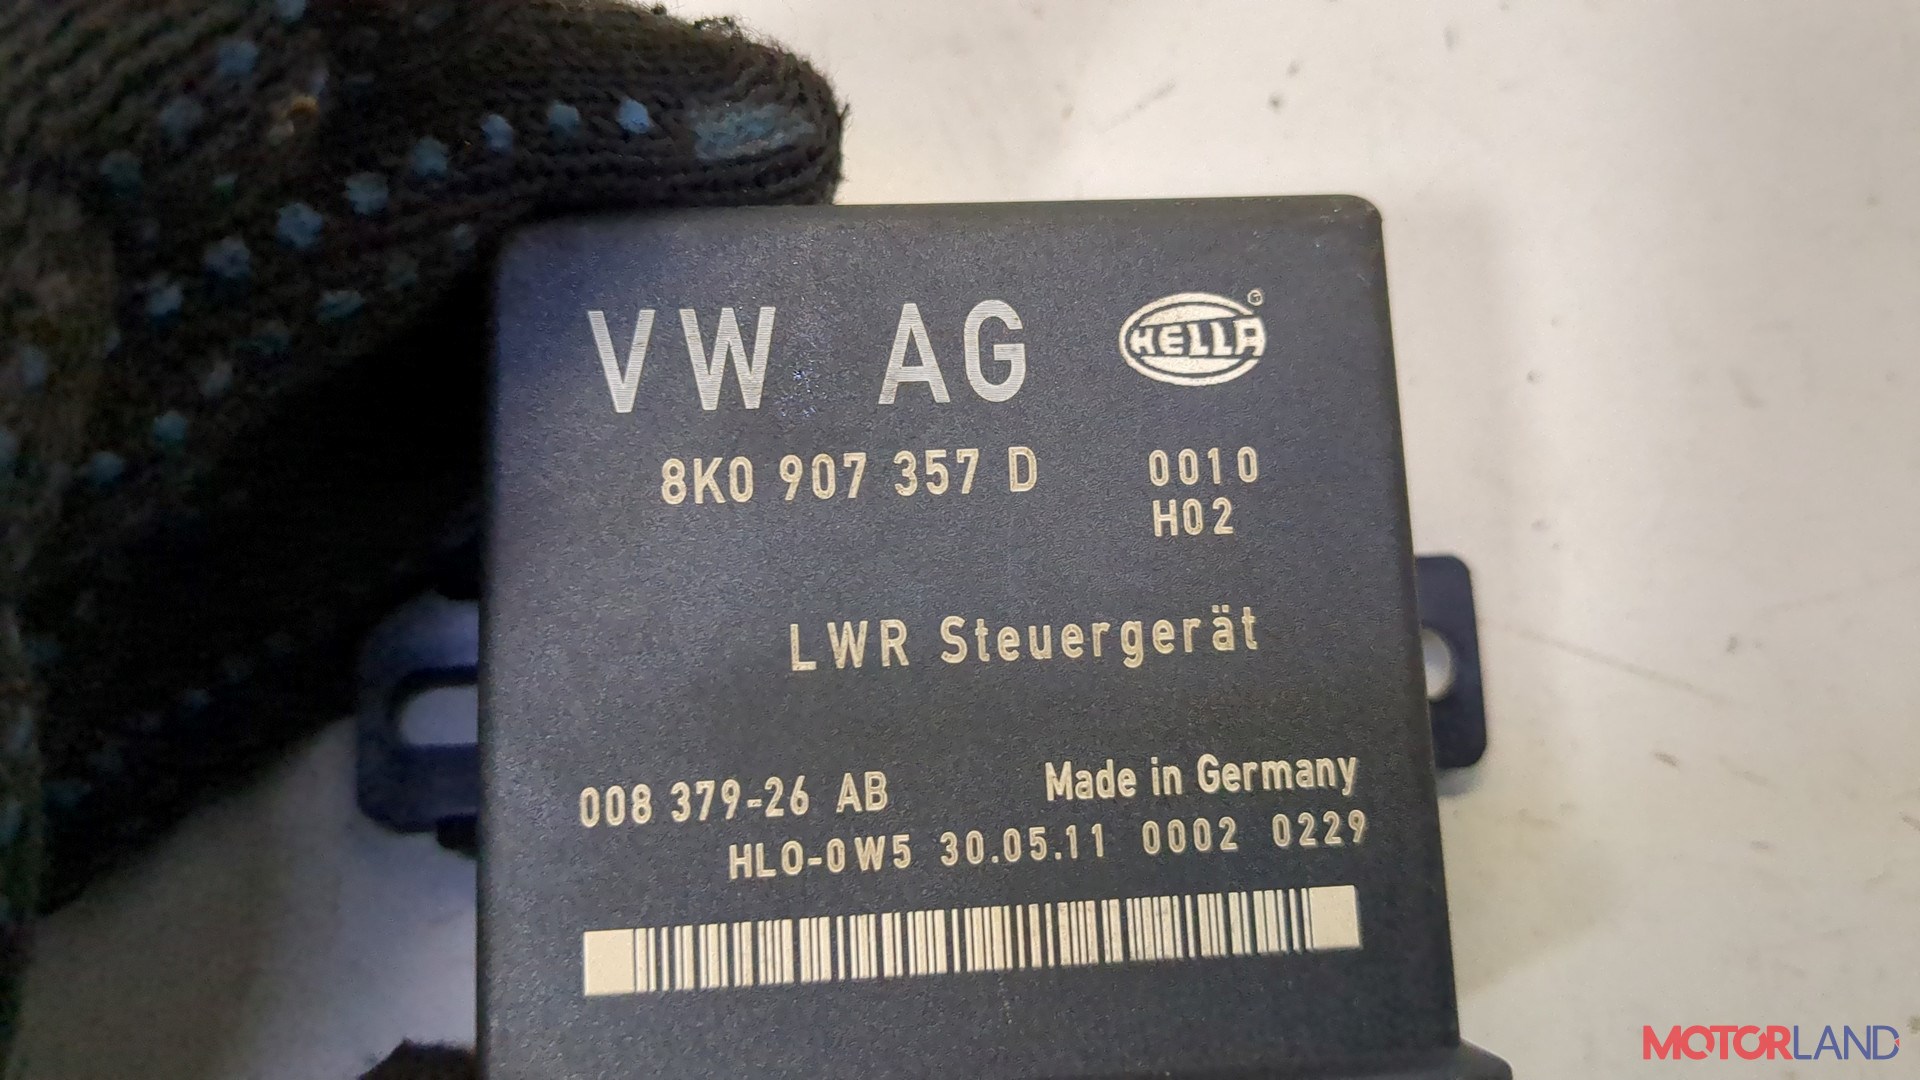 VW AG HELLA®
8K0 907 357 D 0010
H02
LWR Steuergerät
008 379-26 AB Made in Germany
HLO-0W5 30.05.11 0002 0229
MOTORLAND